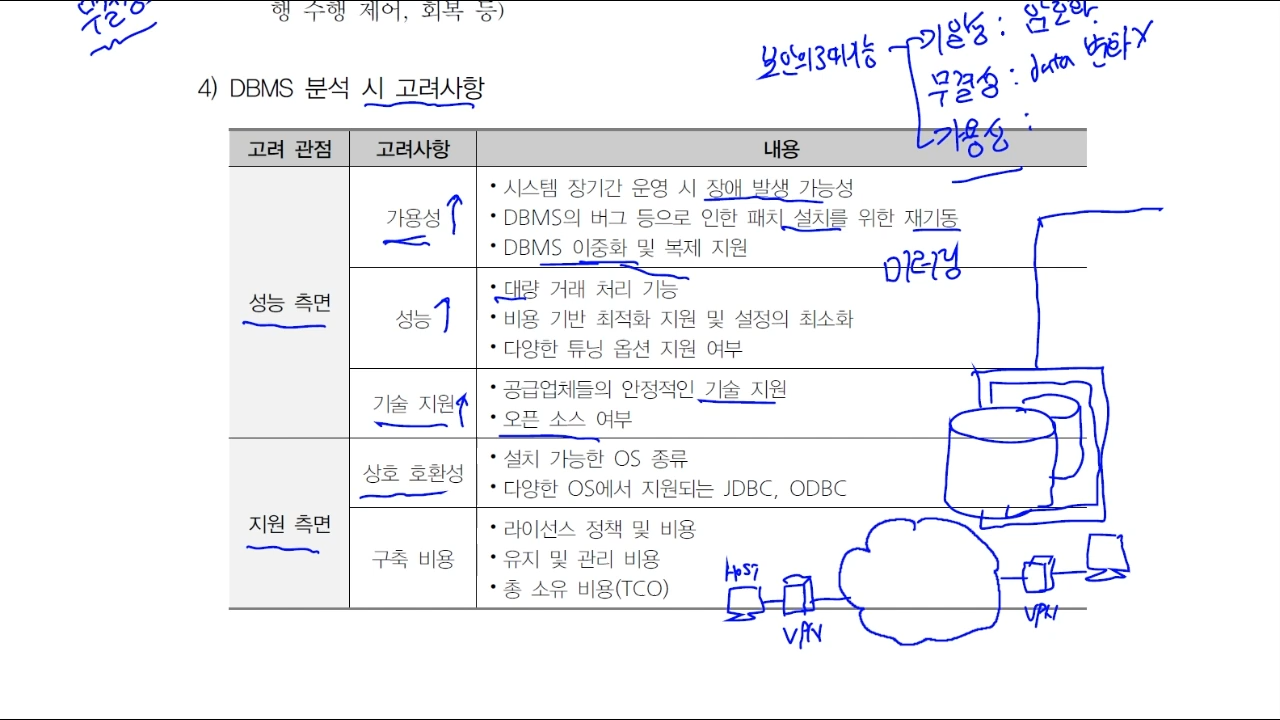 행 수행 제어, 회복 등)
보안의 3대기능
기밀성 : 암호화.
무결성 : data 변화 X
가용성 :
4) DBMS 분석 시 고려사항
고려 관점 고려사항 내용
성능 측면
가용성
• 시스템 장기간 운영 시 장애 발생 가능성
• DBMS의 버그 등으로 인한 패치 설치를 위한 재기동
• DBMS 이중화 및 복제 지원
미러링
성능
• 대량 거래 처리 기능
• 비용 기반 최적화 지원 및 설정의 최소화
• 다양한 튜닝 옵션 지원 여부
기술 지원
• 공급업체들의 안정적인 기술 지원
• 오픈 소스 여부
지원 측면
상호 호환성
• 설치 가능한 OS 종류
• 다양한 OS에서 지원되는 JDBC, ODBC
구축 비용
• 라이선스 정책 및 비용
• 유지 및 관리 비용
• 총 소유 비용(TCO)
HOST
VPN
VPN